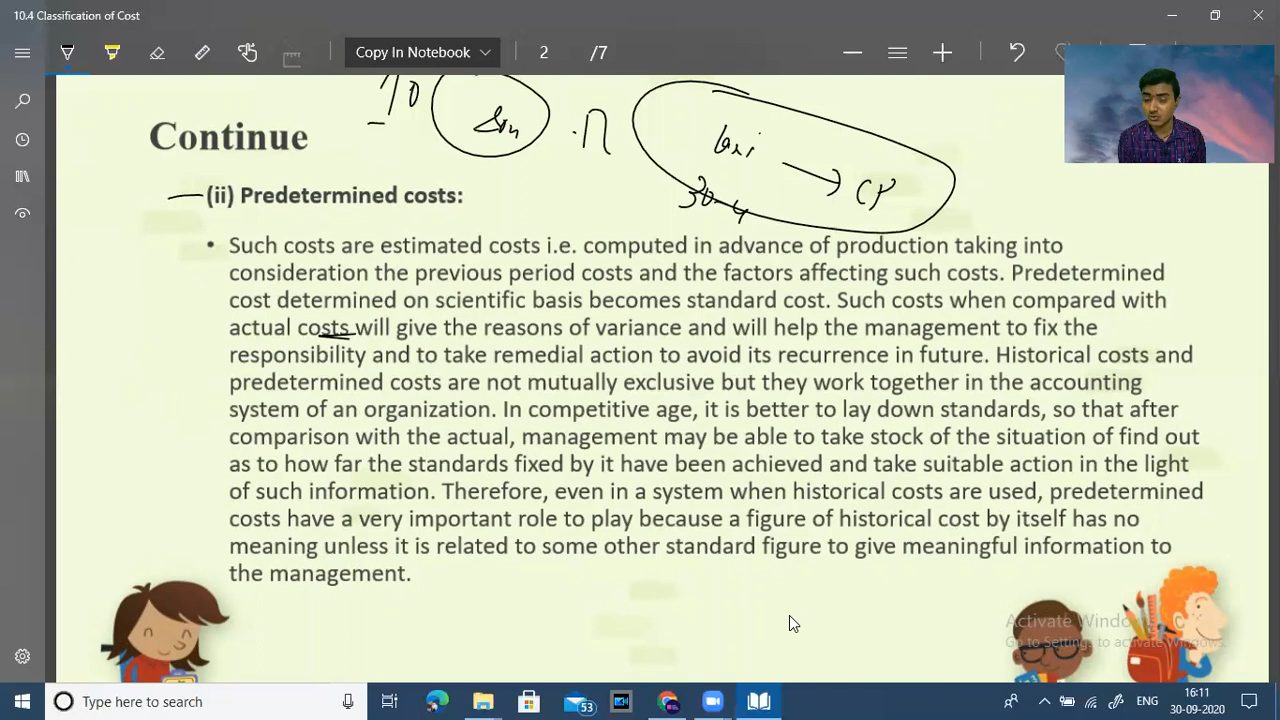 10.4 Classification of Cost
Copy In Notebook
2 /7
Continue
(ii) Predetermined costs:
• Such costs are estimated costs i.e. computed in advance of production taking into
consideration the previous period costs and the factors affecting such costs. Predetermined
cost determined on scientific basis becomes standard cost. Such costs when compared with
actual costs will give the reasons of variance and will help the management to fix the
responsibility and to take remedial action to avoid its recurrence in future. Historical costs and
predetermined costs are not mutually exclusive but they work together in the accounting
system of an organization. In competitive age, it is better to lay down standards, so that after
comparison with the actual, management may be able to take stock of the situation of find out
as to how far the standards fixed by it have been achieved and take suitable action in the light
of such information. Therefore, even in a system when historical costs are used, predetermined
costs have a very important role to play because a figure of historical cost by itself has no
meaning unless it is related to some other standard figure to give meaningful information to
the management.
Activate Windows
Go to Settings to activate Windows.
Type here to search
53
ENG
16:11
30-09-2020